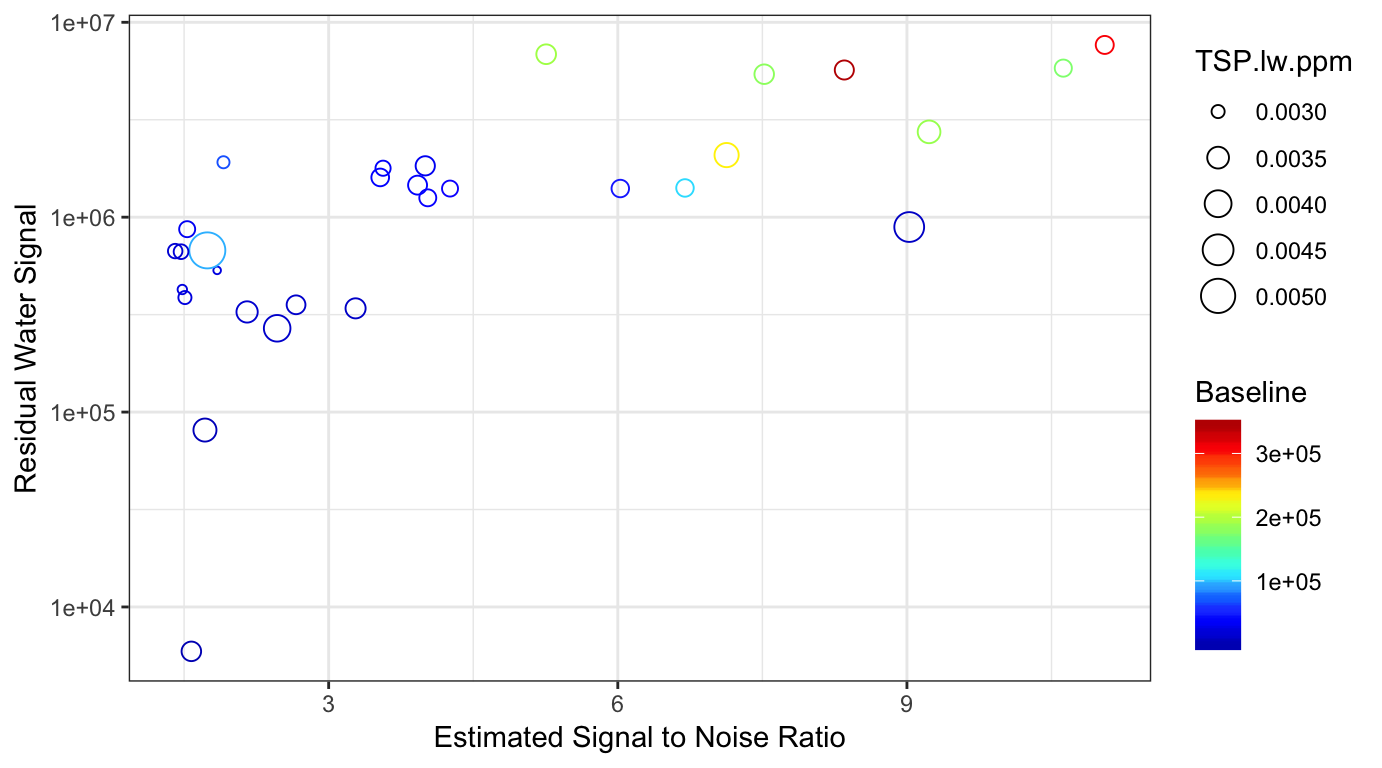 1e+07
1e+06
1e+05
1e+04
Residual Water Signal
3
6
9
Estimated Signal to Noise Ratio
TSP.lw.ppm
0.0030
0.0035
0.0040
0.0045
0.0050
Baseline
3e+05
2e+05
1e+05